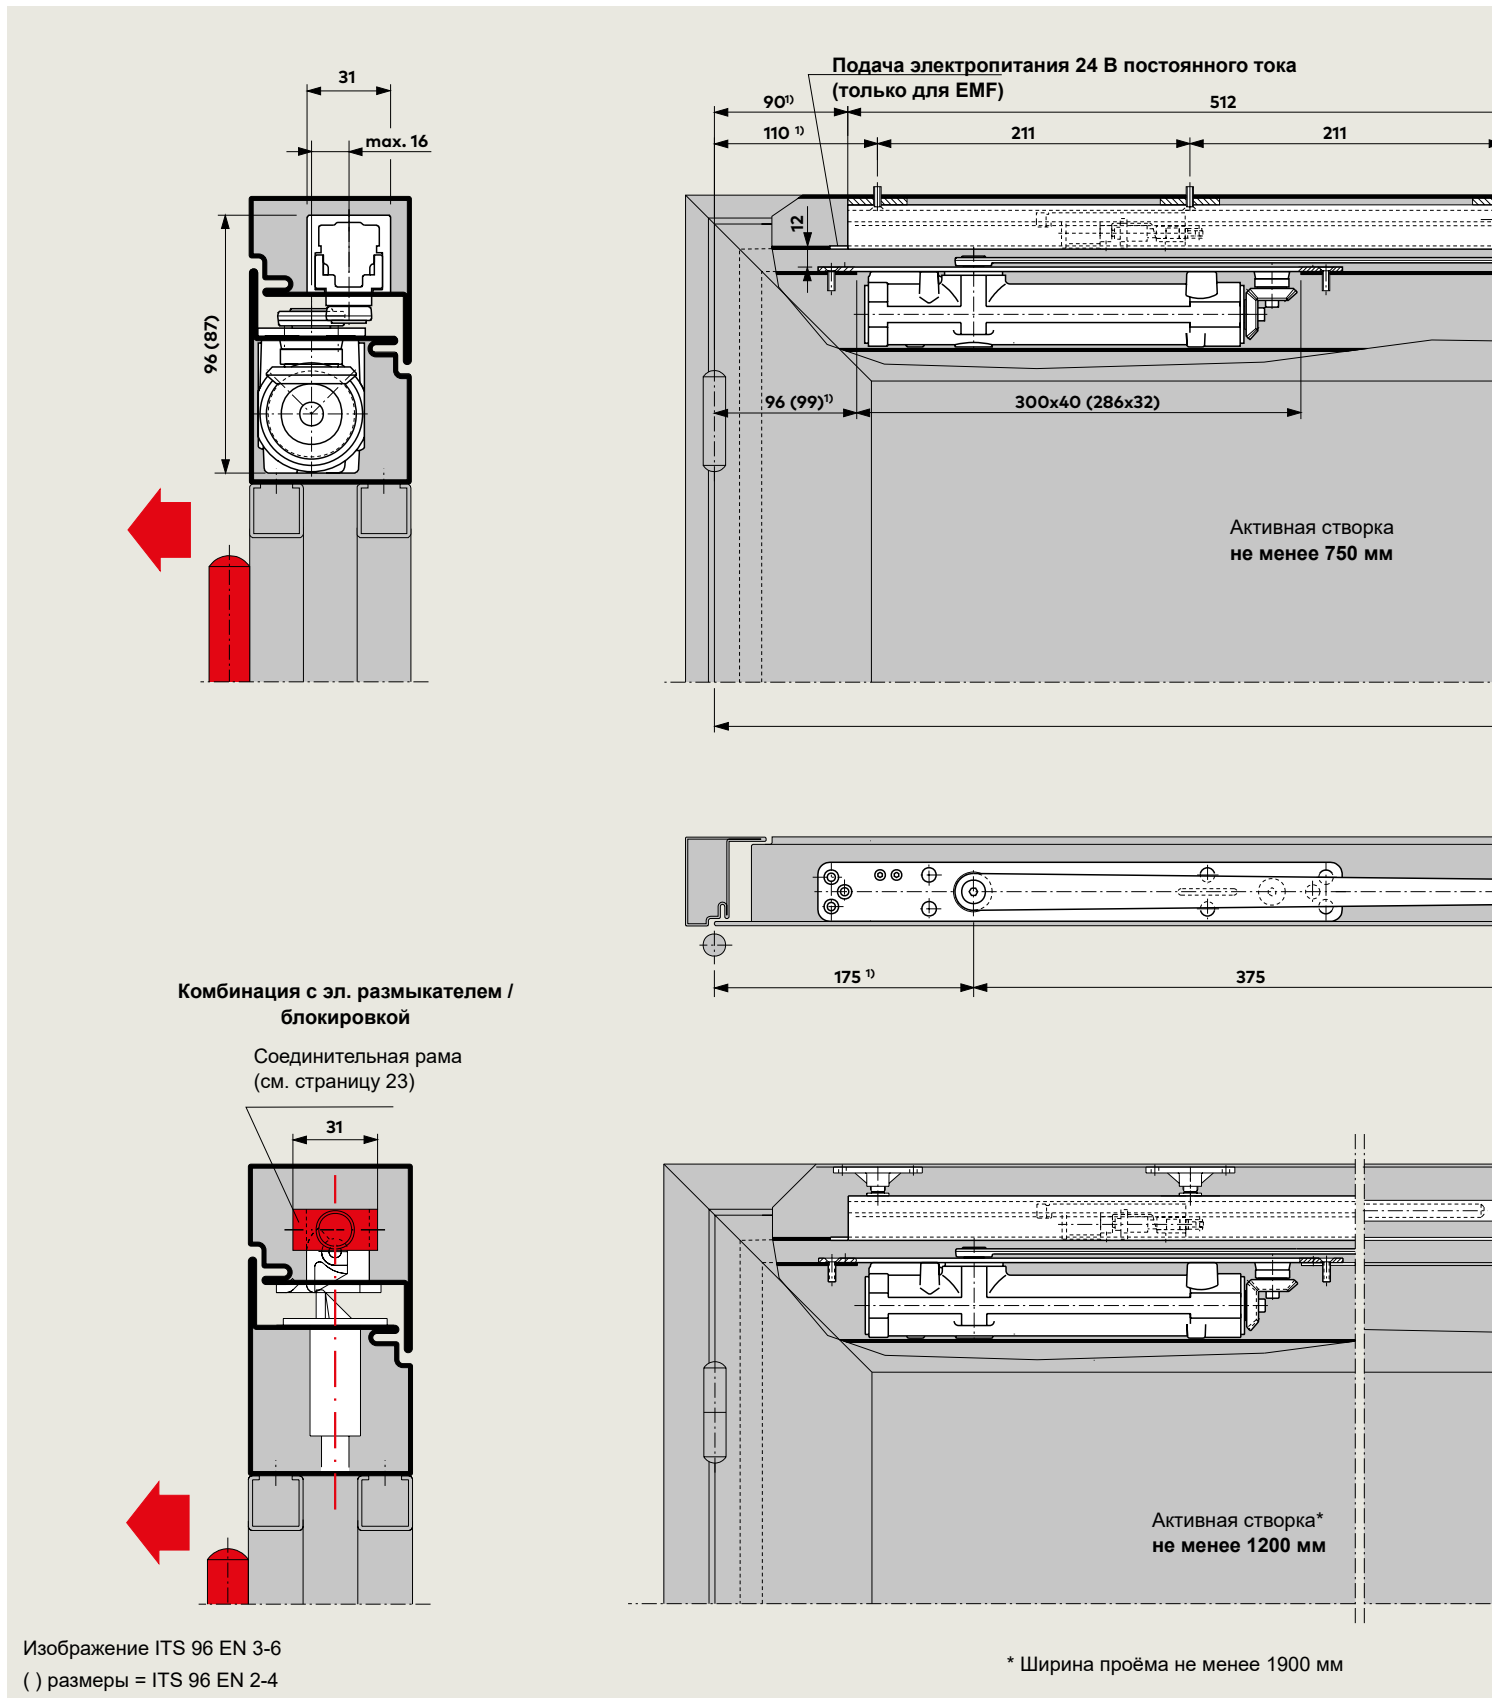 31
max. 16
96 (87)
Подача электропитания 24 В постоянного тока
(только для EMF)
90¹⁾
512
110 ¹⁾
211
211
12
96 (99)¹⁾
300x40 (286x32)
Активная створка
не менее 750 мм
175 ¹⁾
375
Комбинация с эл. размыкателем /
блокировкой
Соединительная рама
(см. страницу 23)
31
Активная створка*
не менее 1200 мм
Изображение ITS 96 EN 3-6
( ) размеры = ITS 96 EN 2-4
* Ширина проёма не менее 1900 мм